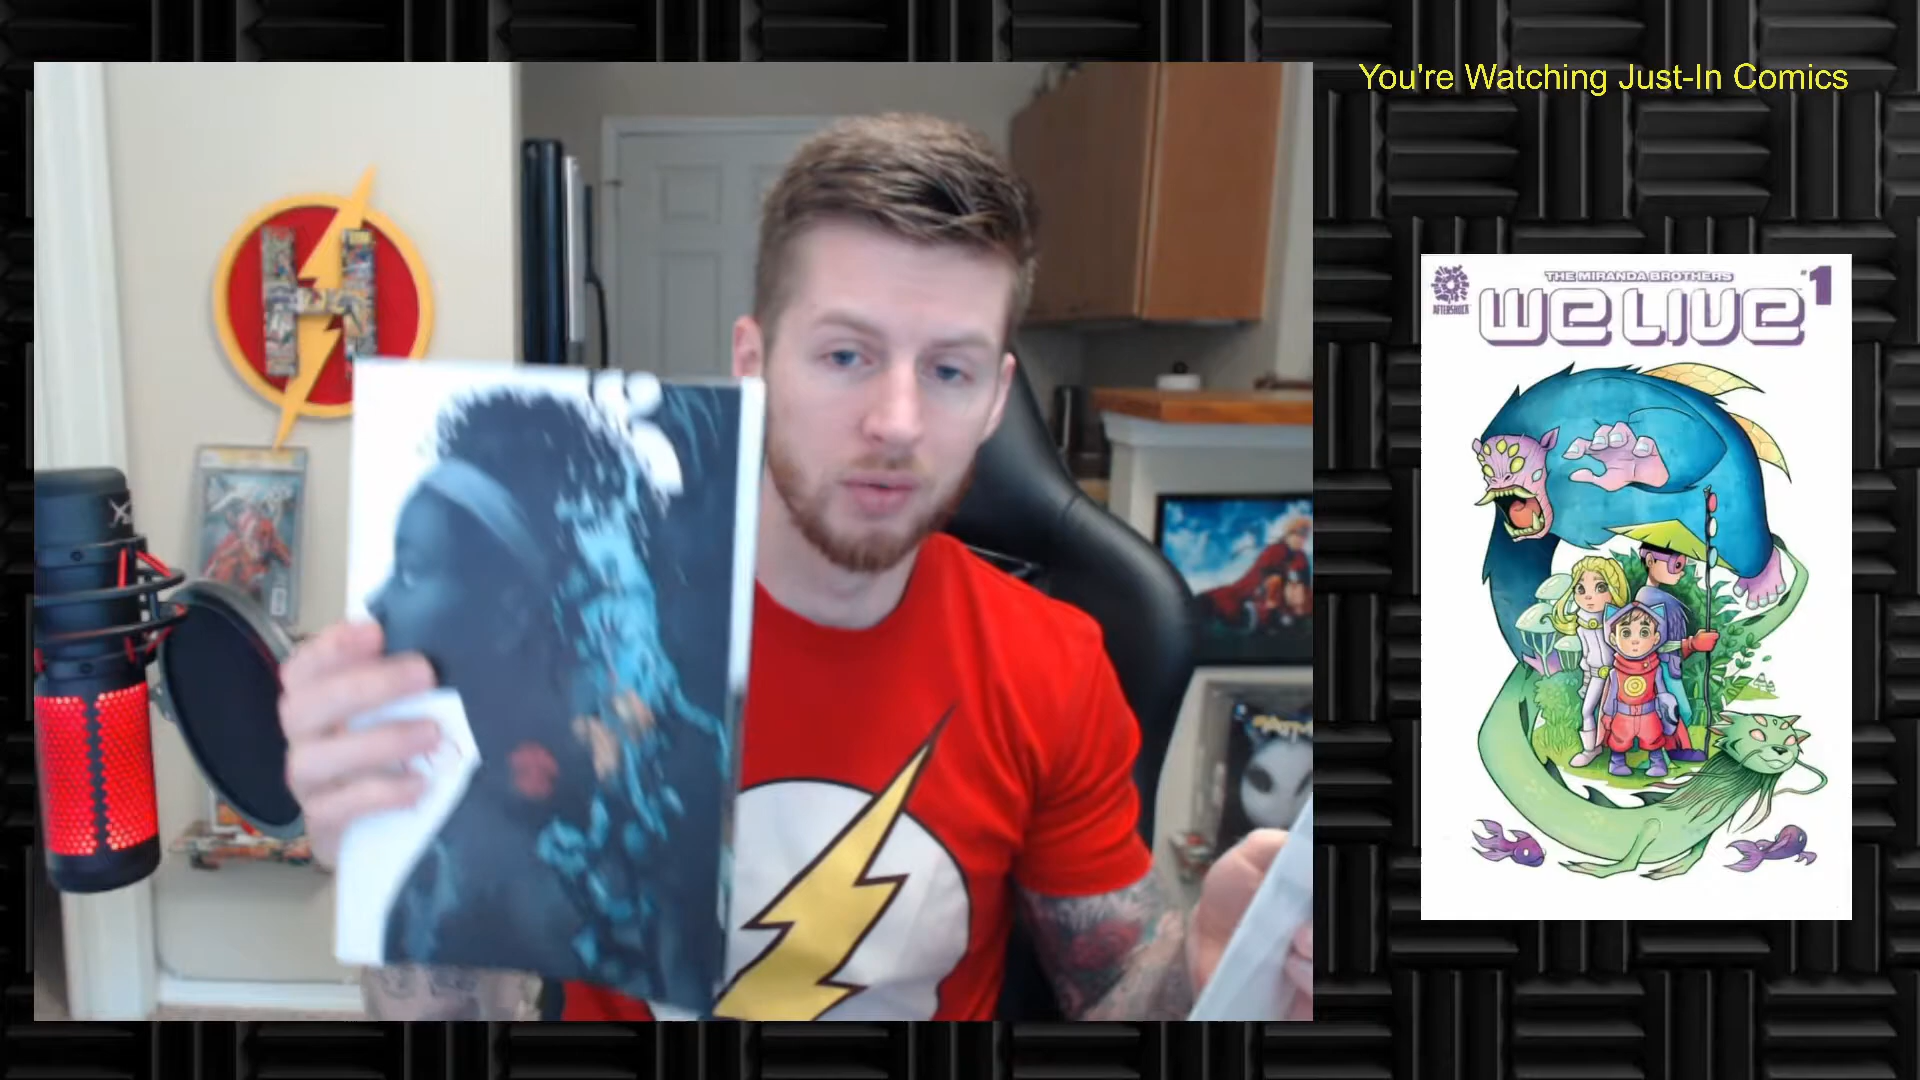 You're Watching Just-In Comics
THE MIRANDA BROTHERS
#1
WE LIVE
AFTERSHOCK
H